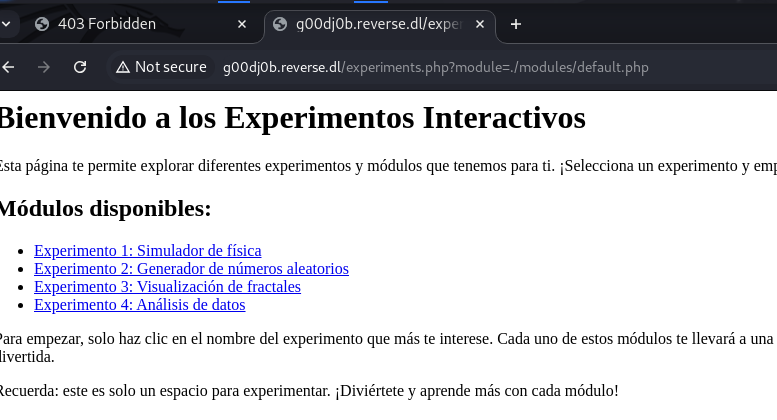 403 Forbidden
g00dj0b.reverse.dl/expe
Not secure
g00dj0b.reverse.dl/experiments.php?module=./modules/default.php
Bienvenido a los Experimentos Interactivos
Esta página te permite explorar diferentes experimentos y módulos que tenemos para ti. ¡Selecciona un experimento y emp
Módulos disponibles:
Experimento 1: Simulador de física
Experimento 2: Generador de números aleatorios
Experimento 3: Visualización de fractales
Experimento 4: Análisis de datos
Para empezar, solo haz clic en el nombre del experimento que más te interese. Cada uno de estos módulos te llevará a una
divertida.
Recuerda: este es solo un espacio para experimentar. ¡Diviértete y aprende más con cada módulo!